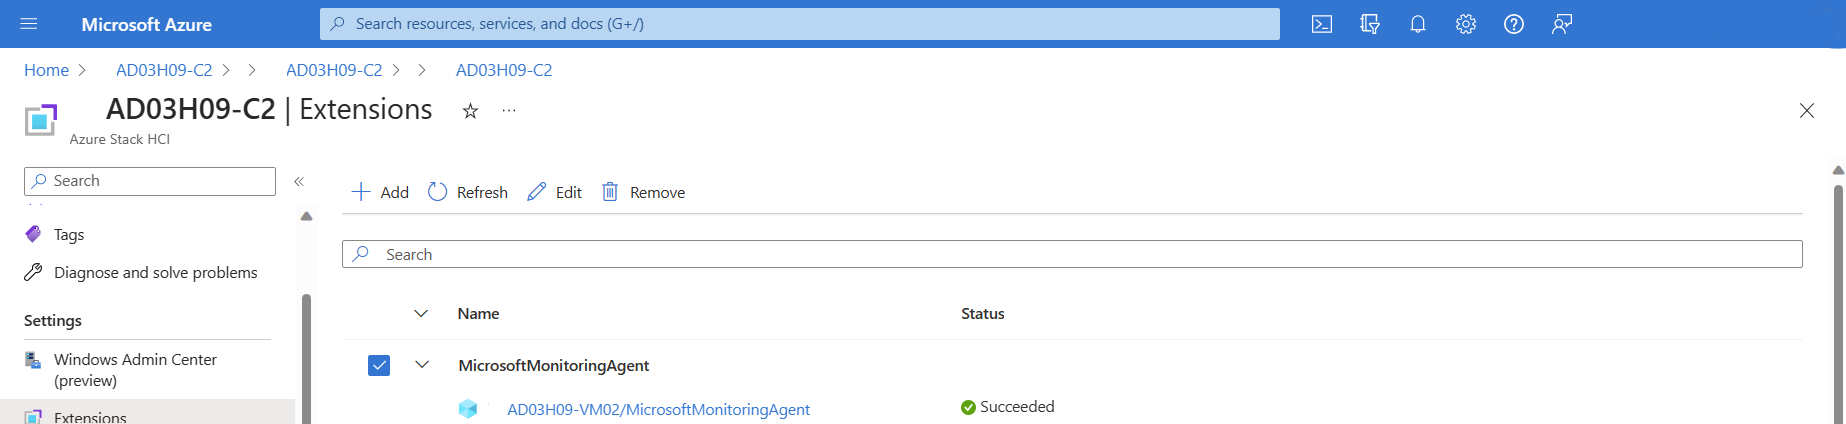 Microsoft Azure
Search resources, services, and docs (G+/)
Home > AD03H09-C2 > > AD03H09-C2 > > AD03H09-C2
AD03H09-C2 | Extensions
Azure Stack HCI
Search
Add Refresh Edit Remove
Tags
Search
Diagnose and solve problems
Name Status
Settings
Windows Admin Center
(preview)
MicrosoftMonitoringAgent
AD03H09-VM02/MicrosoftMonitoringAgent Succeeded
Extensions